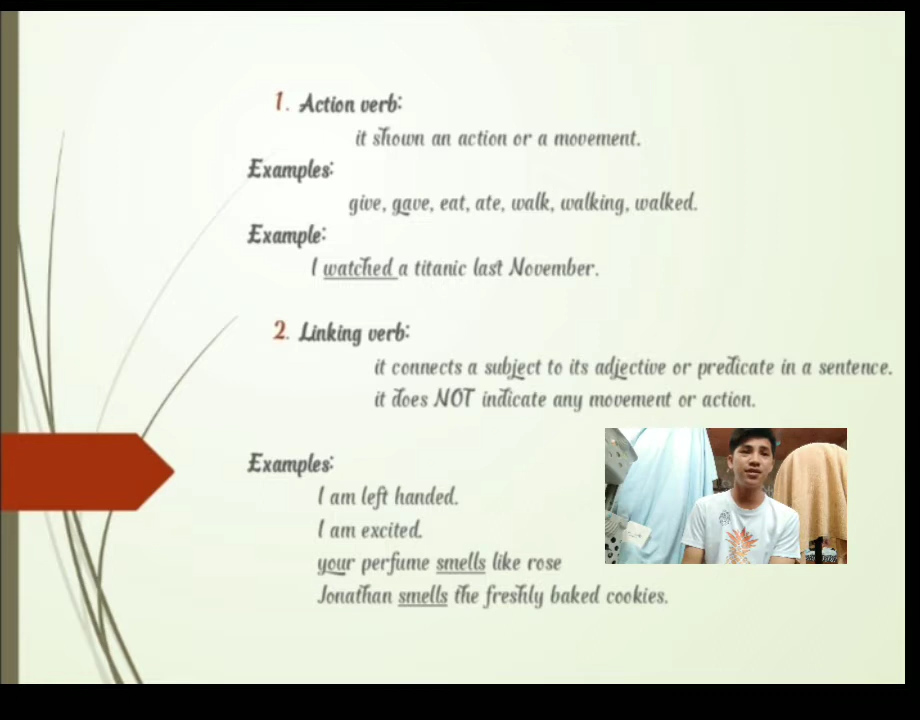 1. Action verb:
it shown an action or a movement.
Examples:
give, gave, eat, ate, walk, walking, walked.
Example:
I watched a titanic last November.
2. Linking verb:
it connects a subject to its adjective or predicate in a sentence.
it does NOT indicate any movement or action.
Examples:
I am left handed.
I am excited.
your perfume smells like rose
Jonathan smells the freshly baked cookies.